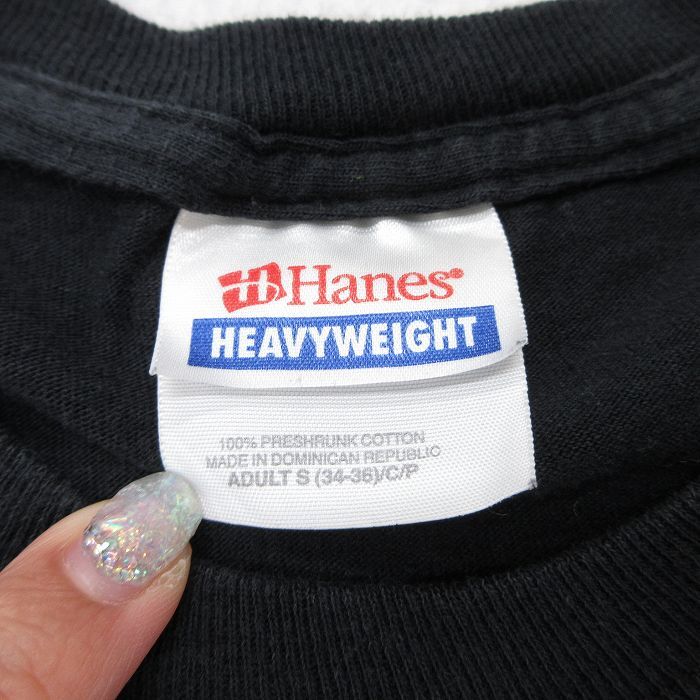 Hanes®
HEAVYWEIGHT
100% PRESHRUNK COTTON
MADE IN DOMINICAN REPUBLIC
ADULT S (34-36)/C/P